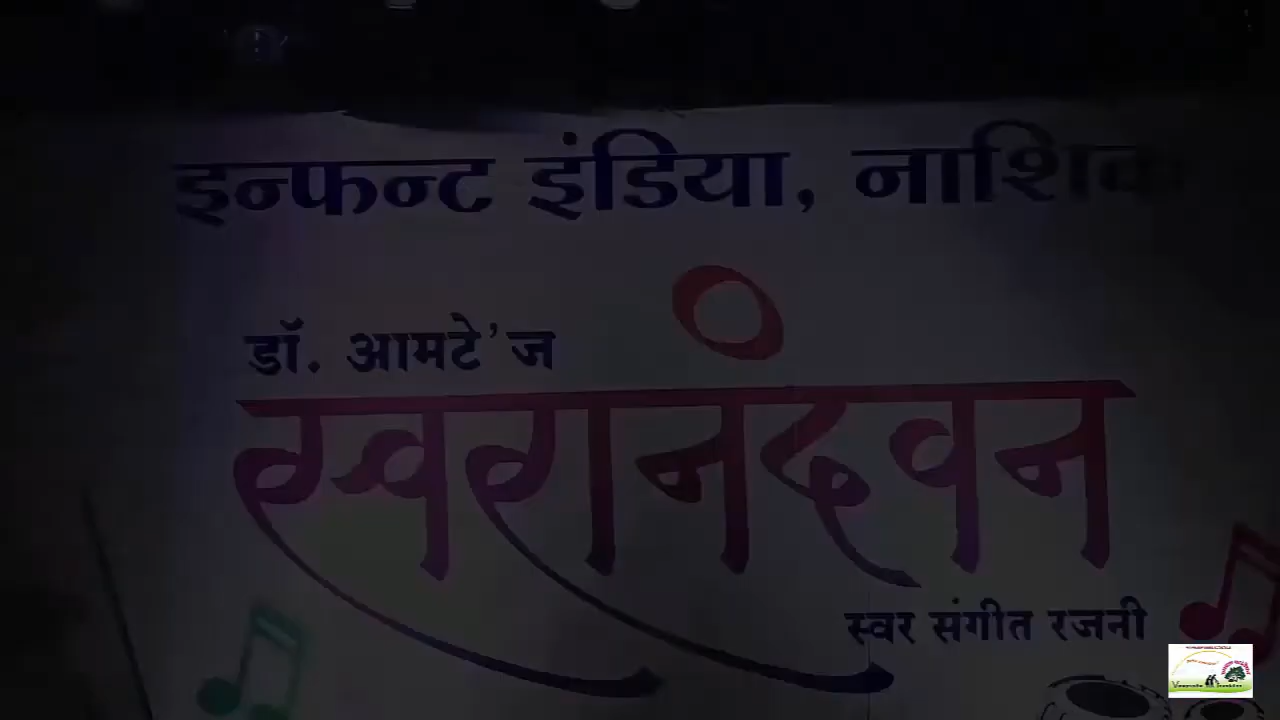 इन्फन्ट इंडिया, नाशिक
डॉ. आमटे'ज
स्वरानंदवन
स्वर संगीत रजनी